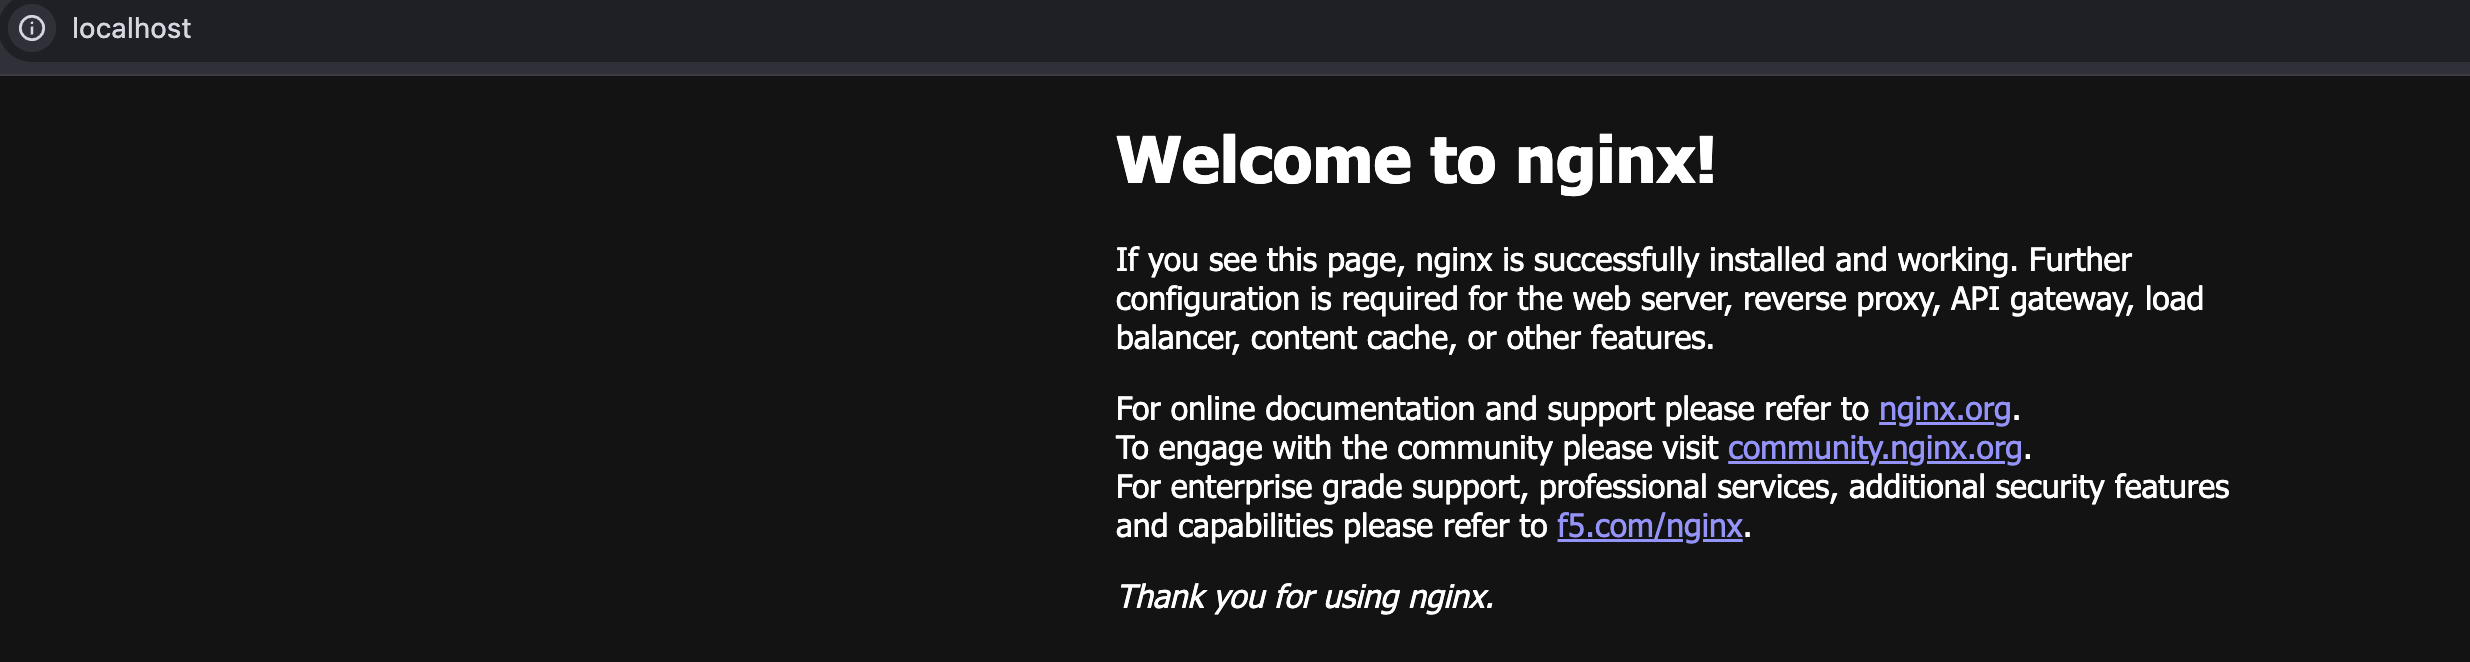 localhost
Welcome to nginx!
If you see this page, nginx is successfully installed and working. Further
configuration is required for the web server, reverse proxy, API gateway, load
balancer, content cache, or other features.
For online documentation and support please refer to nginx.org.
To engage with the community please visit community.nginx.org.
For enterprise grade support, professional services, additional security features
and capabilities please refer to f5.com/nginx.
Thank you for using nginx.